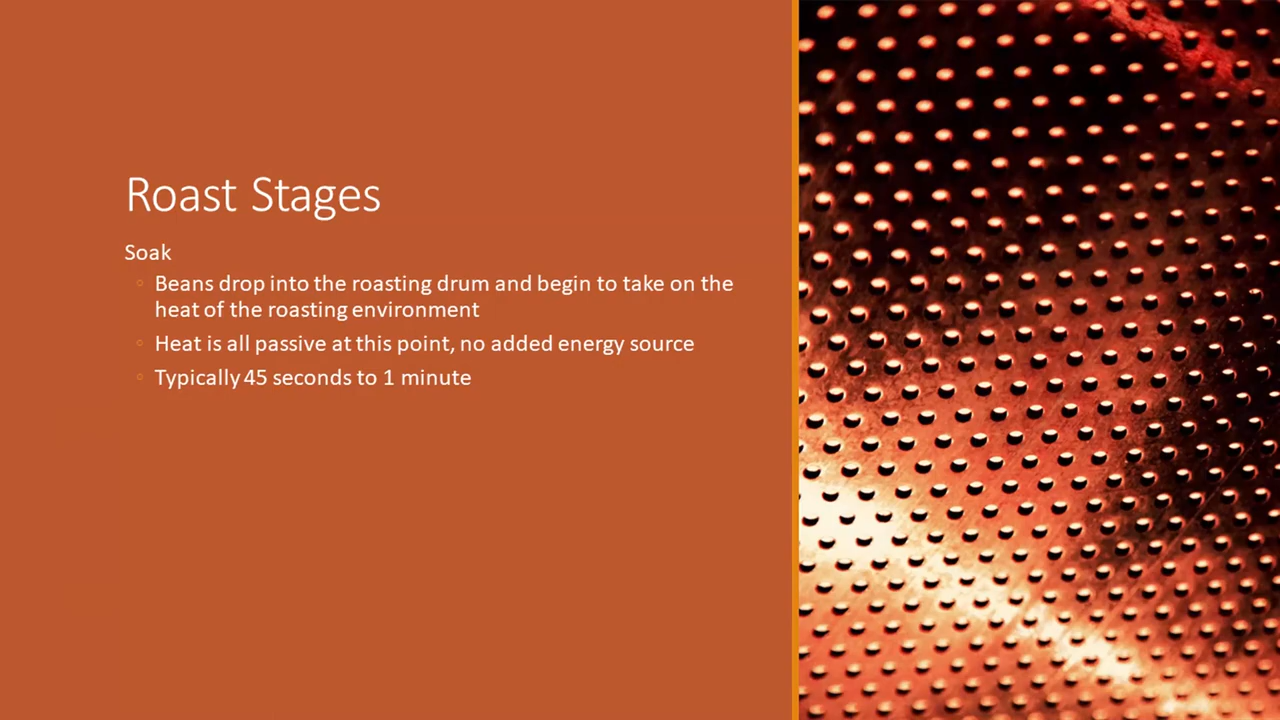 Roast Stages
Soak
◦ Beans drop into the roasting drum and begin to take on the
heat of the roasting environment
◦ Heat is all passive at this point, no added energy source
◦ Typically 45 seconds to 1 minute